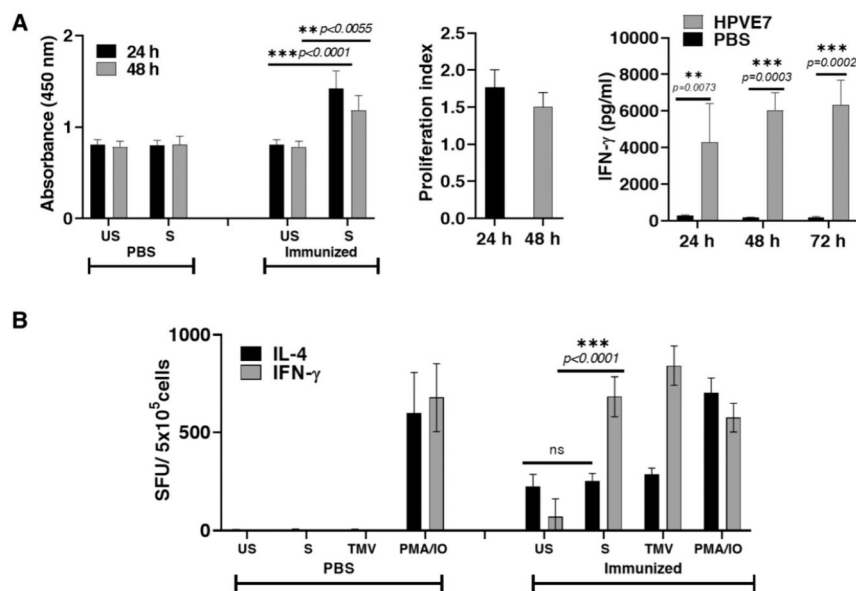 A
Absorbance (450 nm)
2
1
0
24 h
48 h
** p<0.0055
***p<0.0001
US
S
US
S
PBS
Immunized
Proliferation index
2.5
2.0
1.5
1.0
0.5
0.0
24 h
48 h
HPVE7
PBS
IFN-γ (pg/ml)
10000
8000
6000
4000
2000
0
**
p=0.0073
***
p=0.0003
***
p=0.0002
24 h
48 h
72 h
B
SFU/ 5x10⁵cells
1000
500
0
IL-4
IFN-γ
ns
***
p<0.0001
US
S
TMV
PMA/IO
US
S
TMV
PMA/IO
PBS
Immunized